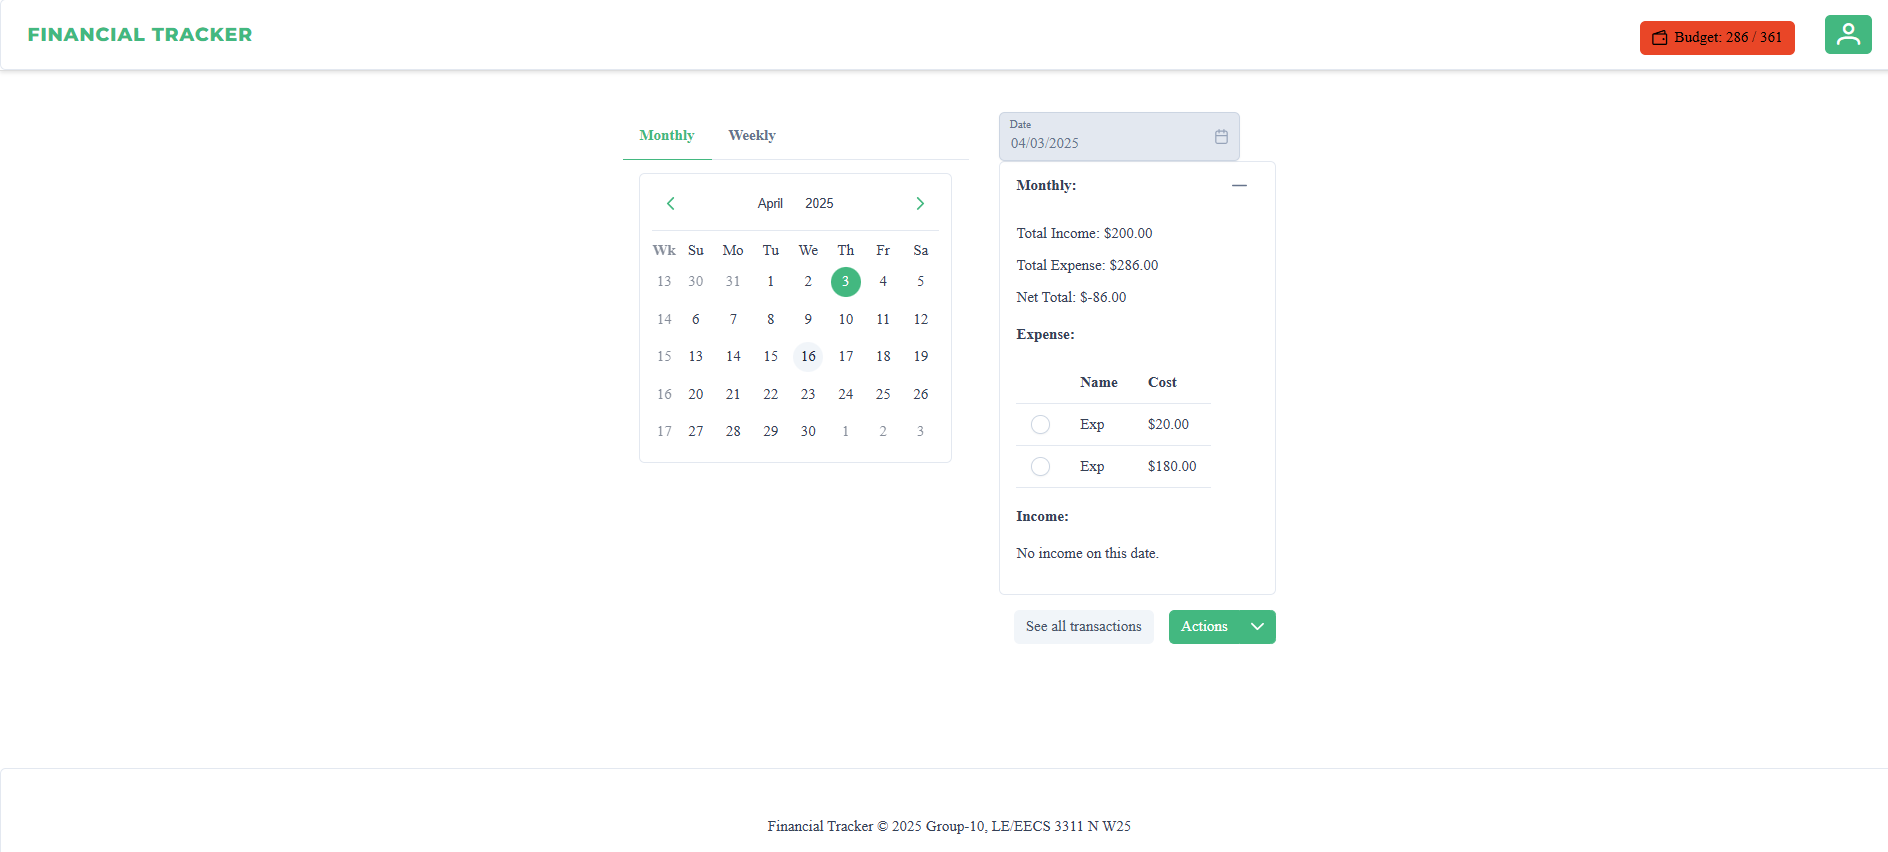 FINANCIAL TRACKER
Budget: 286 / 361
Monthly Weekly
April 2025
Wk Su Mo Tu We Th Fr Sa
13 30 31 1 2 3 4 5
14 6 7 8 9 10 11 12
15 13 14 15 16 17 18 19
16 20 21 22 23 24 25 26
17 27 28 29 30 1 2 3
Date
04/03/2025
Monthly:
Total Income: $200.00
Total Expense: $286.00
Net Total: $-86.00
Expense:
Name Cost
Exp $20.00
Exp $180.00
Income:
No income on this date.
See all transactions
Actions
Financial Tracker © 2025 Group-10, LE/EECS 3311 N W25